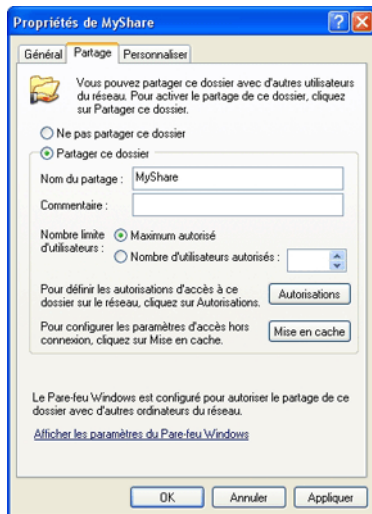 Propriétés de MyShare
Général Partage Personnaliser
Vous pouvez partager ce dossier avec d'autres utilisateurs
du réseau. Pour activer le partage de ce dossier, cliquez
sur Partager ce dossier.
Ne pas partager ce dossier
Partager ce dossier
Nom du partage : MyShare
Commentaire :
Nombre limite
d'utilisateurs :
Maximum autorisé
Nombre d'utilisateurs autorisés :
Pour définir les autorisations d'accès à ce
dossier sur le réseau, cliquez sur Autorisations.
Autorisations
Pour configurer les paramètres d'accès hors
connexion, cliquez sur Mise en cache.
Mise en cache
Le Pare-feu Windows est configuré pour autoriser le partage de ce
dossier avec d'autres ordinateurs du réseau.
Afficher les paramètres du Pare-feu Windows
OK Annuler Appliquer